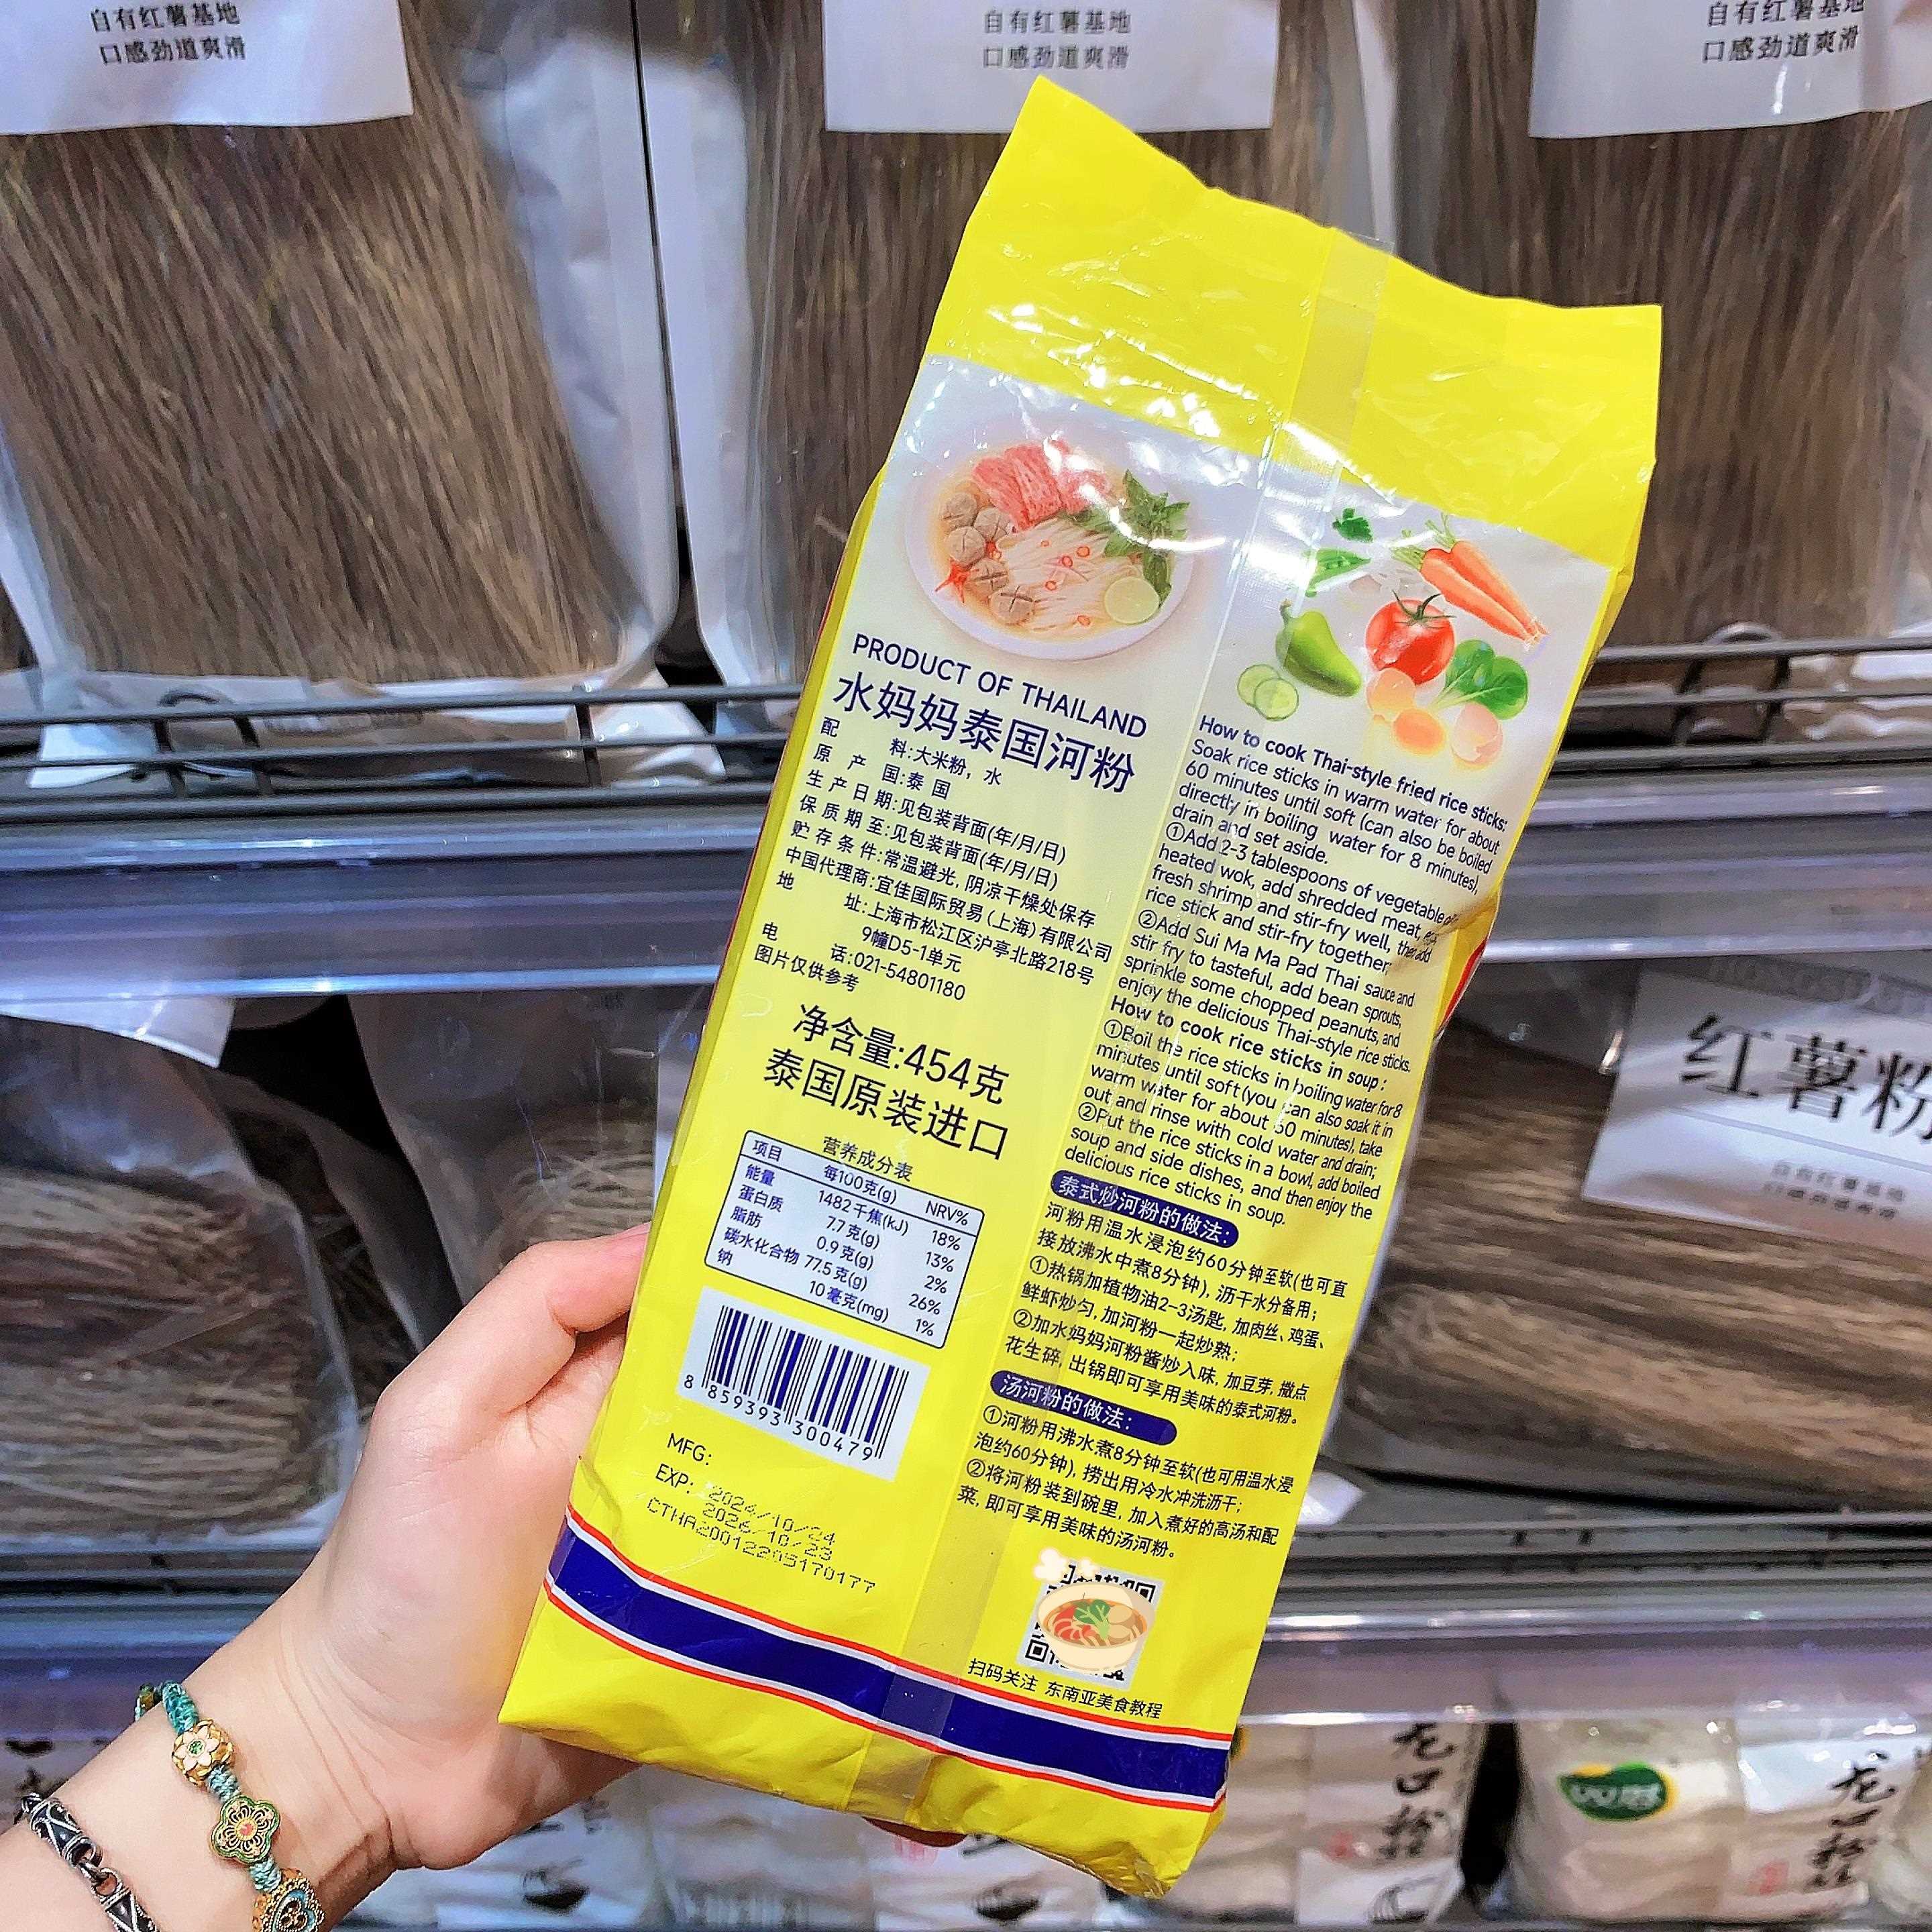 自有红薯基地
口感劲道爽滑
自有红薯基地
口感劲道爽滑
自有红薯基地
口感劲道爽滑
PRODUCT OF THAILAND
水妈妈泰国河粉
配料:大米粉，水
原产国:泰国
生产日期:见包装背面(年/月/日)
保质期至:见包装背面(年/月/日)
贮存条件:常温避光,阴凉干燥处保存
中国代理商:宜佳国际贸易(上海)有限公司
地址:上海市松江区沪亭北路218号
9幢D5-1单元
电话:021-54801180
图片仅供参考
净含量:454克
泰国原装进口
营养成分表
项目 每100克(g) NRV%
能量 1482千焦(kJ) 18%
蛋白质 7.7克(g) 13%
脂肪 0.9克(g) 2%
碳水化合物 77.5克(g) 26%
钠 10毫克(mg) 1%
8 859393 300479
MFG: 2024/10/24
EXP: 2026/10/23
CTHA20012205170177
How to cook Thai-style fried rice sticks:
Soak rice sticks in warm water for about
60 minutes until soft (can also be boiled
directly in boiling water for 8 minutes),
drain and set aside.
①Add 2-3 tablespoons of vegetable
heated wok, add shredded meat,
fresh shrimp and stir-fry well, then add
rice stick and stir-fry together;
②Add Sui Ma Ma Pad Thai sauce and
stir fry to tasteful, add bean sprouts,
sprinkle some chopped peanuts, and
enjoy the delicious Thai-style rice sticks.
How to cook rice sticks in soup:
①Boil the rice sticks in boiling water for 8
minutes until soft(you can also soak it in
warm water for about 60 minutes), take
out and rinse with cold water and drain;
②Put the rice sticks in a bowl, add boiled
soup and side dishes, and then enjoy the
delicious rice sticks in soup.
泰式炒河粉的做法:
河粉用温水浸泡约60分钟至软(也可直
接放沸水中煮8分钟),沥干水分备用;
①热锅加植物油2-3汤匙,加肉丝、鸡蛋、
鲜虾炒匀,加河粉一起炒熟;
②加水妈妈河粉酱炒入味,加豆芽,撒点
花生碎,出锅即可享用美味的泰式河粉。
汤河粉的做法:
①河粉用沸水煮8分钟至软(也可用温水浸
泡约60分钟),捞出用冷水冲洗沥干;
②将河粉装到碗里,加入煮好的高汤和配
菜,即可享用美味的汤河粉。
扫码关注 东南亚美食教程
红薯粉
龙口粉丝
龙口粉丝